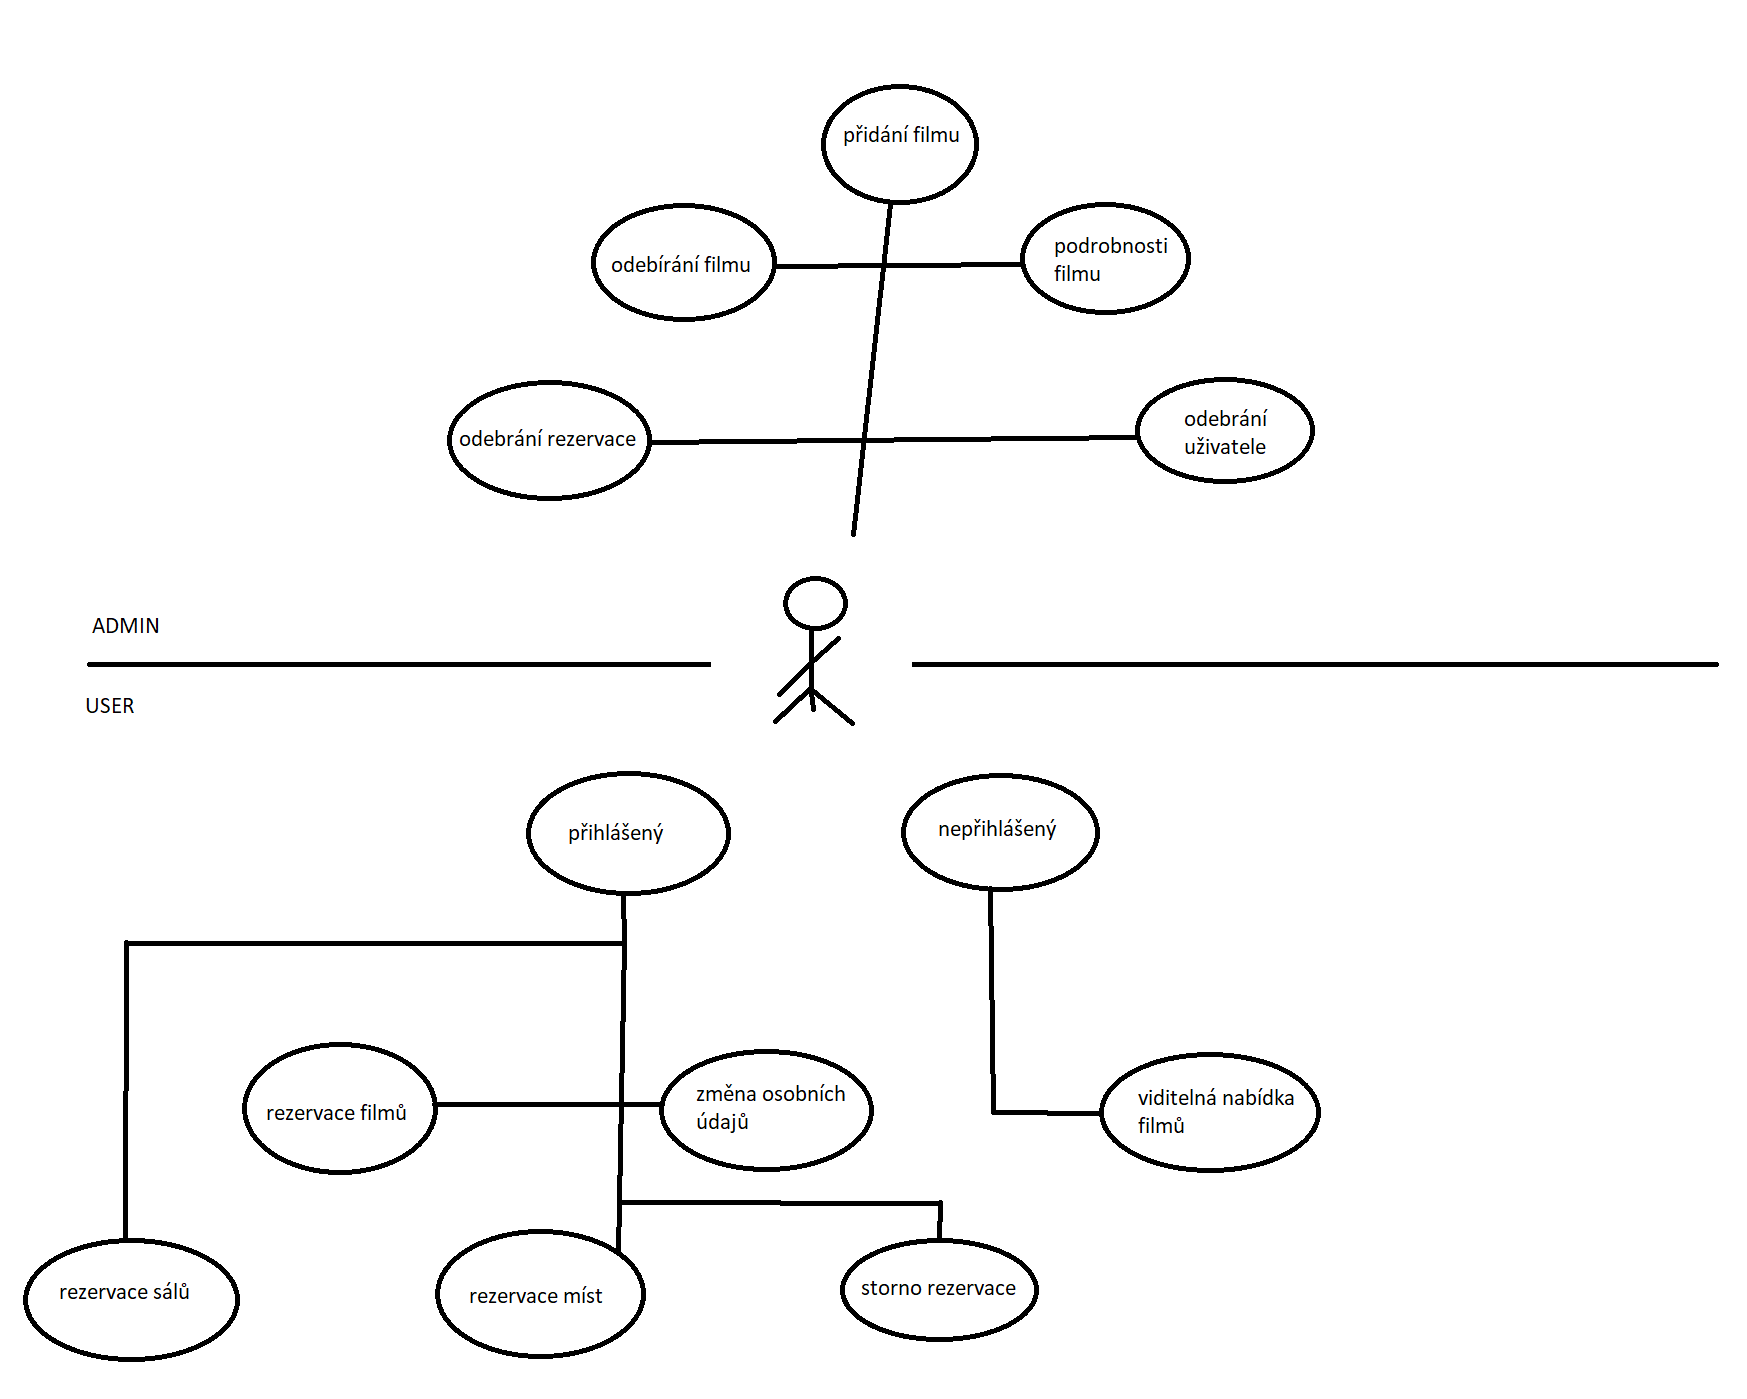 přidání filmu
odebírání filmu
podrobnosti
filmu
odebrání rezervace
odebrání
uživatele
ADMIN
USER
přihlášený
nepřihlášený
rezervace filmů
změna osobních
údajů
viditelná nabídka
filmů
rezervace sálů
rezervace míst
storno rezervace